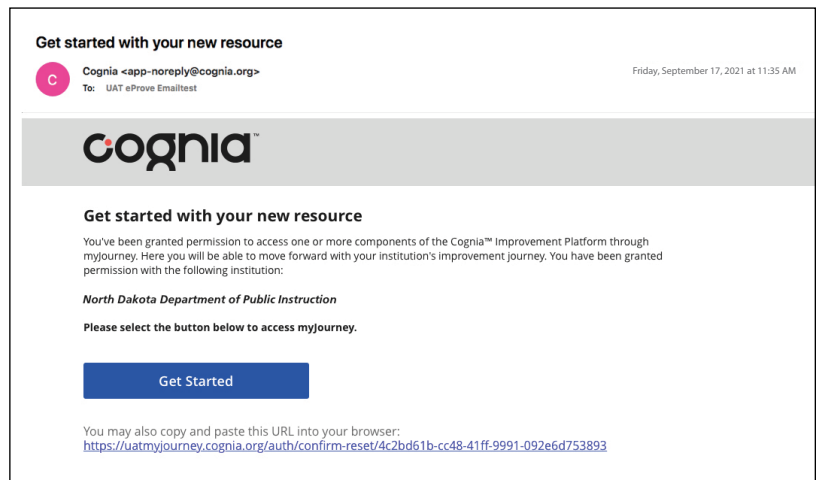 Get started with your new resource
C
Cognia <app-noreply@cognia.org>
Friday, September 17, 2021 at 11:35 AM
To: UAT eProve Emailtest
cognia™
Get started with your new resource
You've been granted permission to access one or more components of the Cognia™ Improvement Platform through
myJourney. Here you will be able to move forward with your institution's improvement journey. You have been granted
permission with the following institution:
North Dakota Department of Public Instruction
Please select the button below to access myJourney.
Get Started
You may also copy and paste this URL into your browser:
https://uatmyjourney.cognia.org/auth/confirm-reset/4c2bd61b-cc48-41ff-9991-092e6d753893